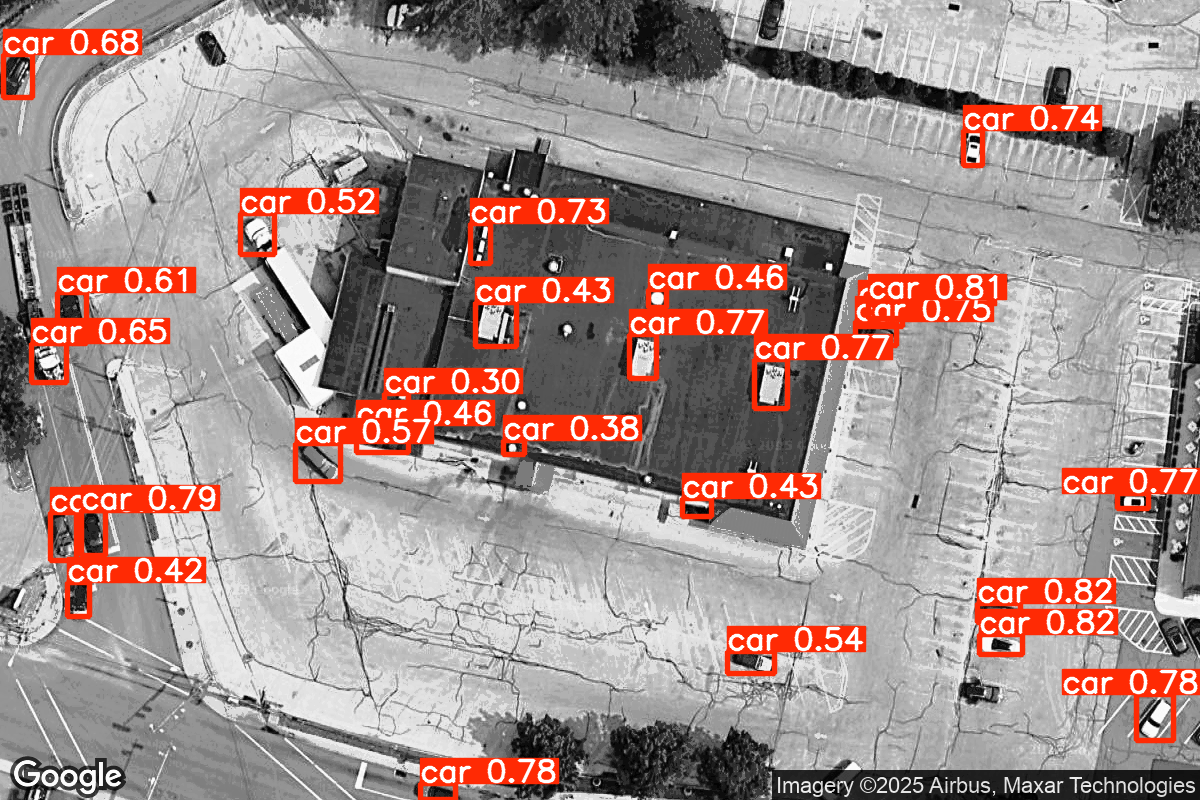 car 0.68
car 0.74
car 0.52
car 0.73
car 0.61
car 0.46
car 0.81
car 0.43
car 0.75
car 0.65
car 0.77
car 0.77
car 0.30
car 0.46
car 0.57
car 0.38
car 0.77
car 0.43
car 0.79
car 0.42
car 0.82
car 0.82
car 0.54
car 0.78
car 0.78
Google
Imagery ©2025 Airbus, Maxar Technologies